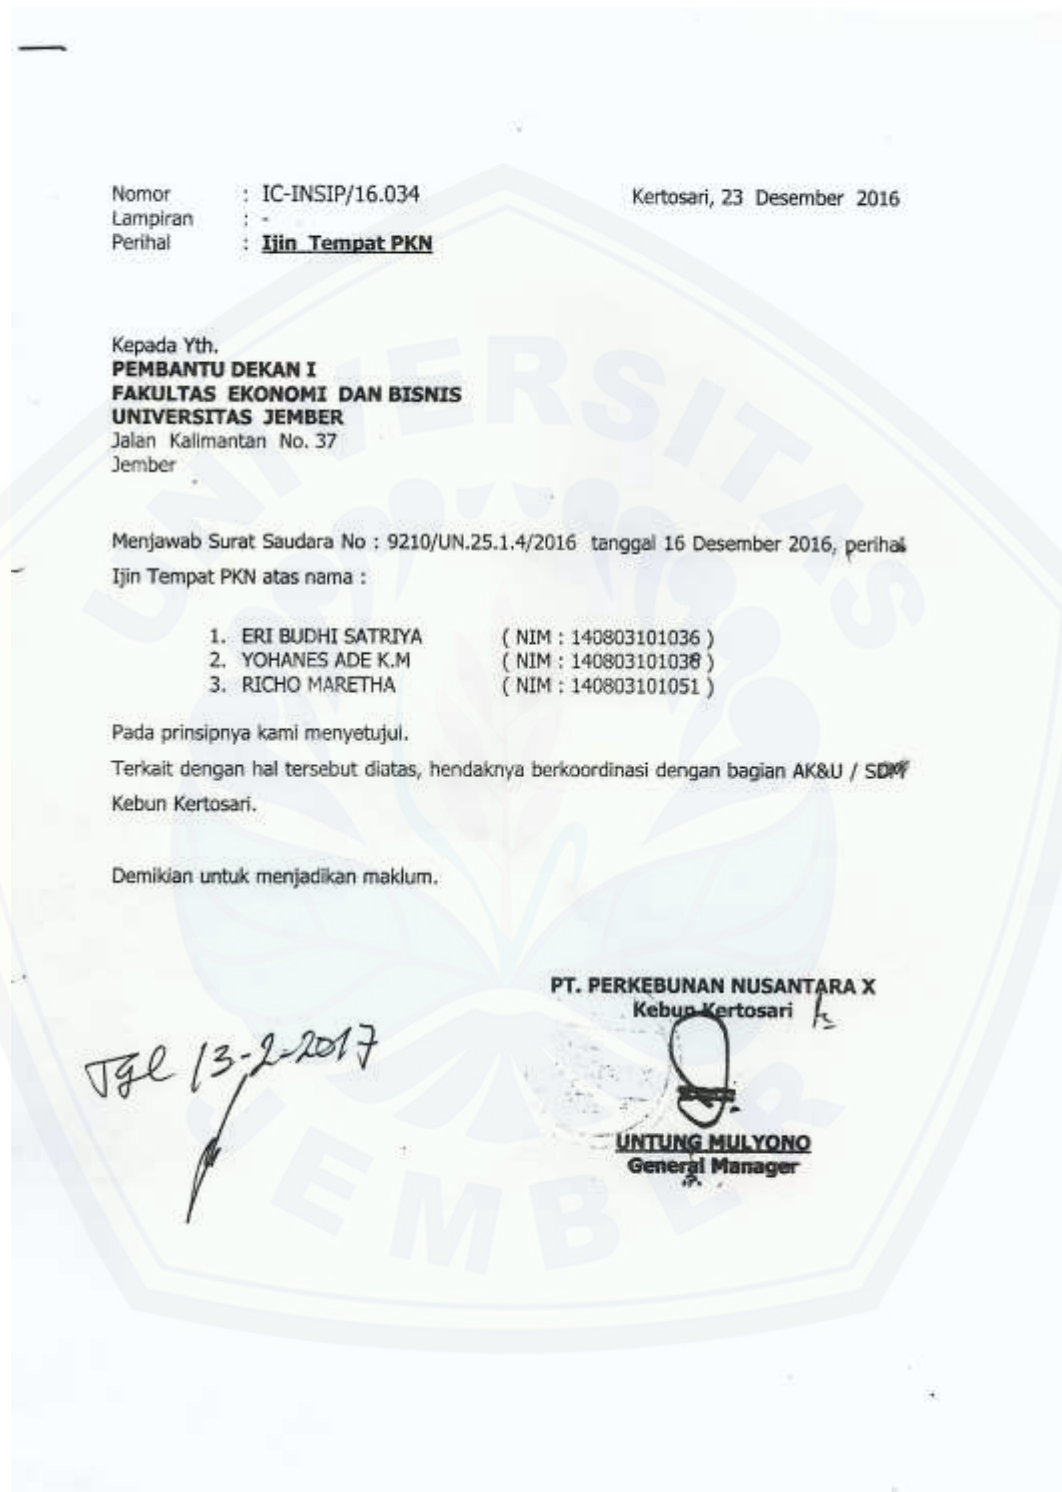 Nomor : IC-INSIP/16.034 Kertosari, 23 Desember 2016
Lampiran : -
Perihal : Ijin Tempat PKN
Kepada Yth.
PEMBANTU DEKAN I
FAKULTAS EKONOMI DAN BISNIS
UNIVERSITAS JEMBER
Jalan Kalimantan No. 37
Jember
Menjawab Surat Saudara No : 9210/UN.25.1.4/2016 tanggal 16 Desember 2016, perihal
Ijin Tempat PKN atas nama :
1. ERI BUDHI SATRIYA ( NIM : 140803101036 )
2. YOHANES ADE K.M ( NIM : 140803101038 )
3. RICHO MARETHA ( NIM : 140803101051 )
Pada prinsipnya kami menyetujui.
Terkait dengan hal tersebut diatas, hendaknya berkoordinasi dengan bagian AK&U / SDM
Kebun Kertosari.
Demikian untuk menjadikan maklum.
PT. PERKEBUNAN NUSANTARA X
Kebun Kertosari
Tgl 13-2-2017
UNTUNG MULYONO
General Manager
UNIVERSITAS
JEMBER